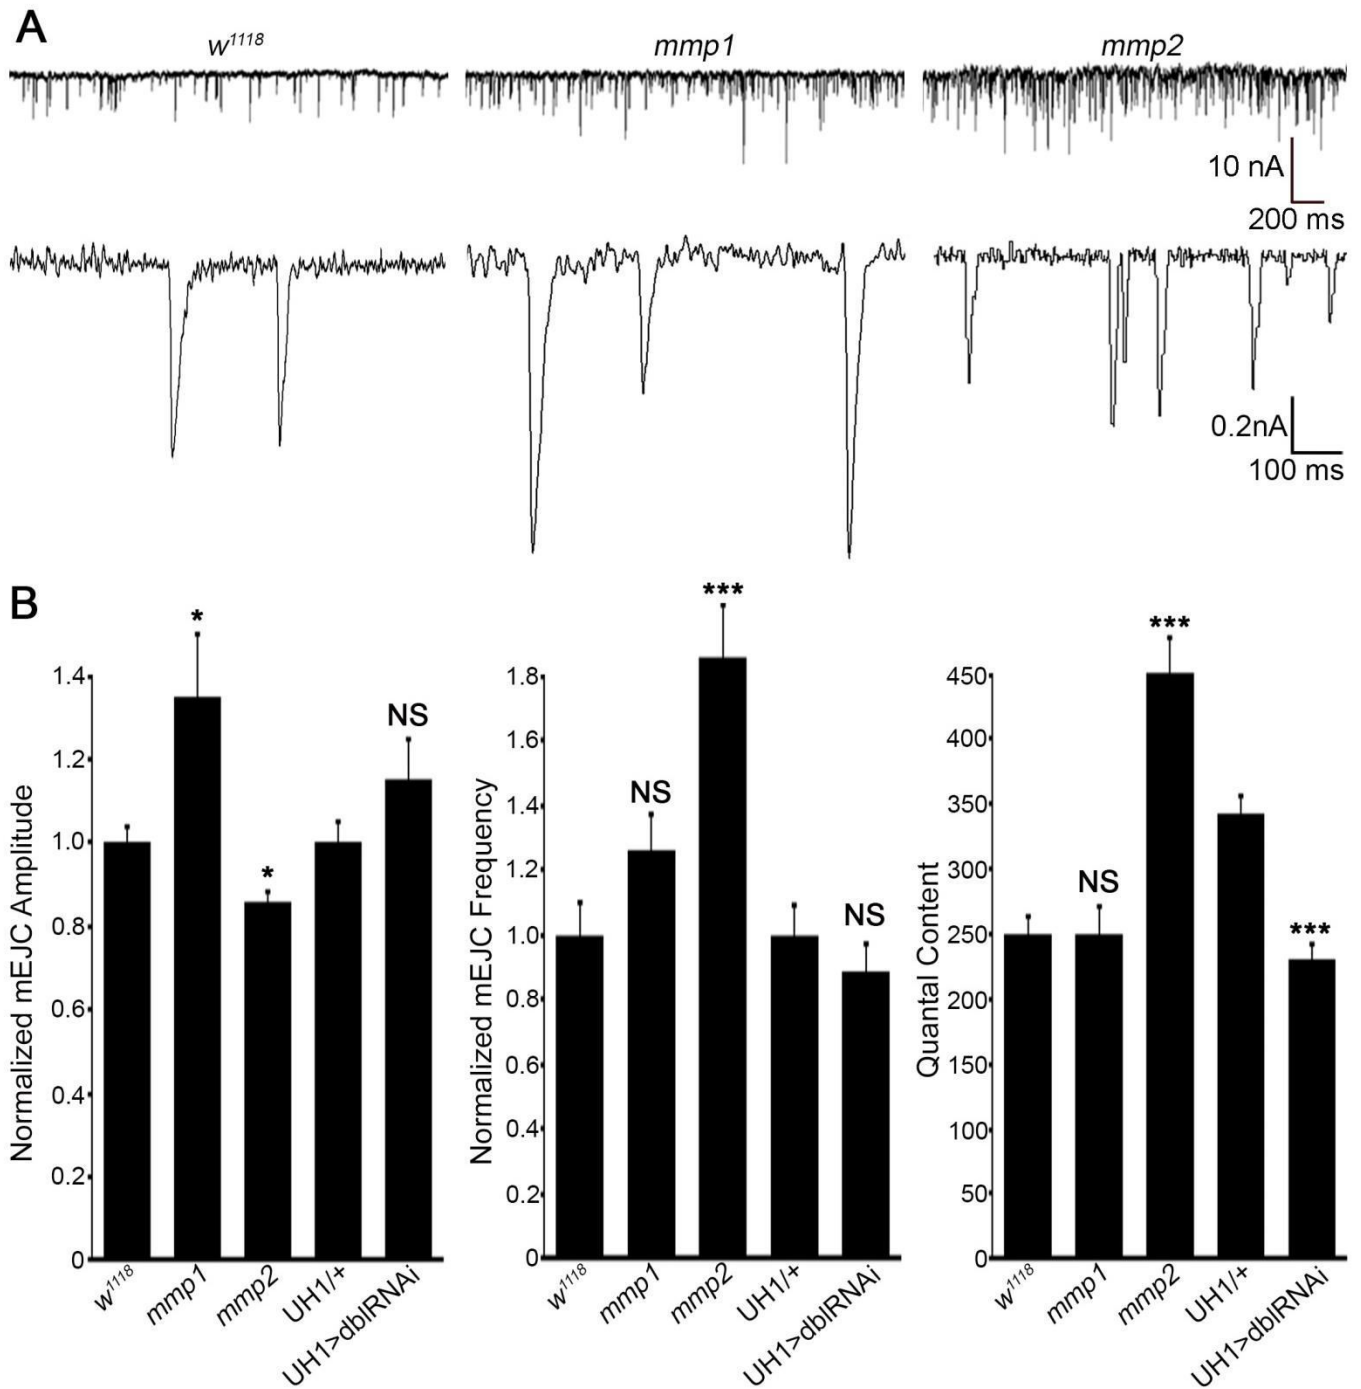 A
w1118
mmp1
mmp2
10 nA
200 ms
0.2nA
100 ms
B
Normalized mEJC Amplitude
1.4
1.2
1.0
0.8
0.6
0.4
0.2
0
*
*
NS
w1118
mmp1
mmp2
UH1/+
UH1>dblRNAi
Normalized mEJC Frequency
1.8
1.6
1.4
1.2
1.0
0.8
0.6
0.4
0.2
0
NS
***
NS
w1118
mmp1
mmp2
UH1/+
UH1>dblRNAi
Quantal Content
450
400
350
300
250
200
150
100
50
0
NS
***
***
w1118
mmp1
mmp2
UH1/+
UH1>dblRNAi